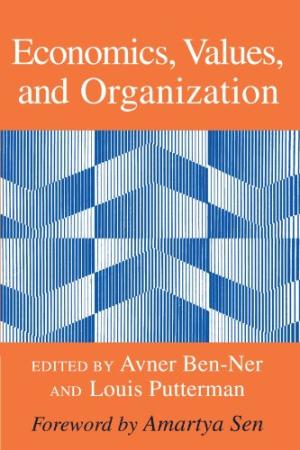 Economics, Values,
and Organization
EDITED BY Avner Ben-Ner
AND Louis Putterman
Foreword by Amartya Sen